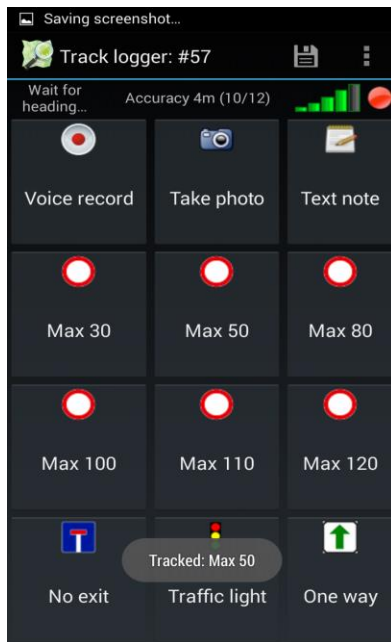 Saving screenshot...
Track logger: #57
Wait for
heading...
Accuracy 4m (10/12)
Voice record
Take photo
Text note
Max 30
Max 50
Max 80
Max 100
Max 110
Max 120
Tracked: Max 50
No exit
Traffic light
One way